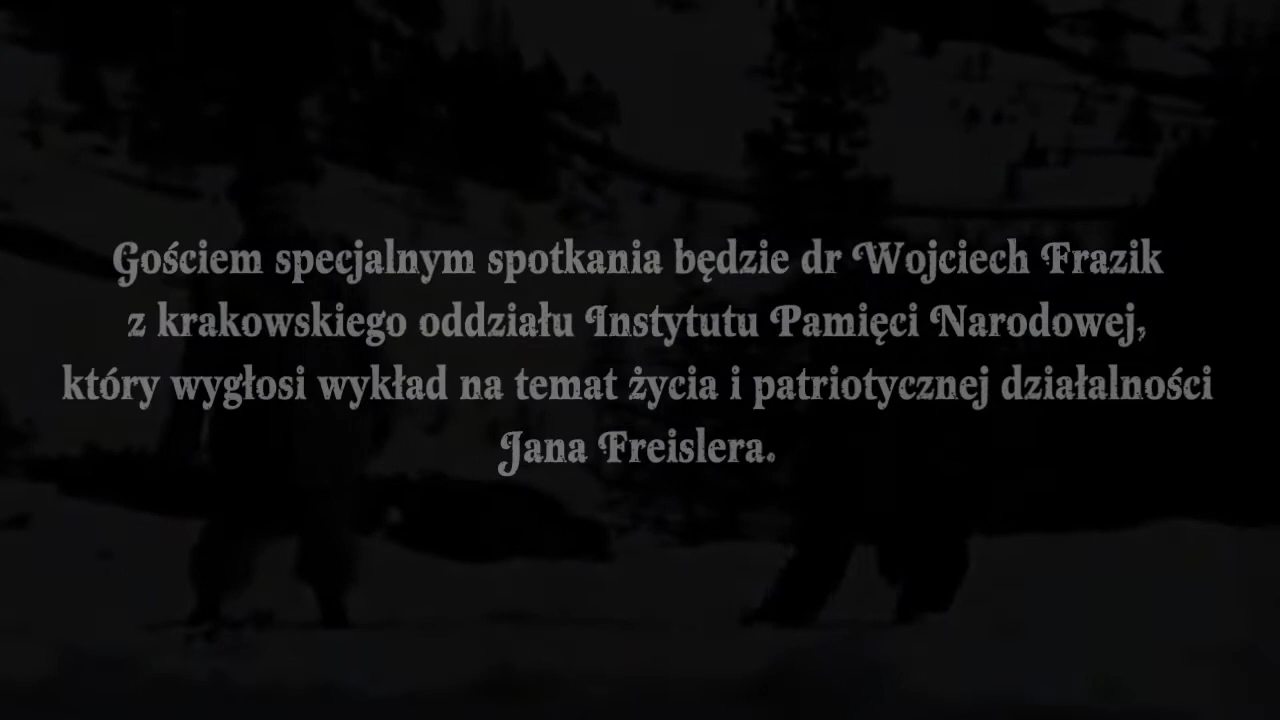 Gościem specjalnym spotkania będzie dr Wojciech Frazik
z krakowskiego oddziału Instytutu Pamięci Narodowej,
który wygłosi wykład na temat życia i patriotycznej działalności
Jana Freislera.